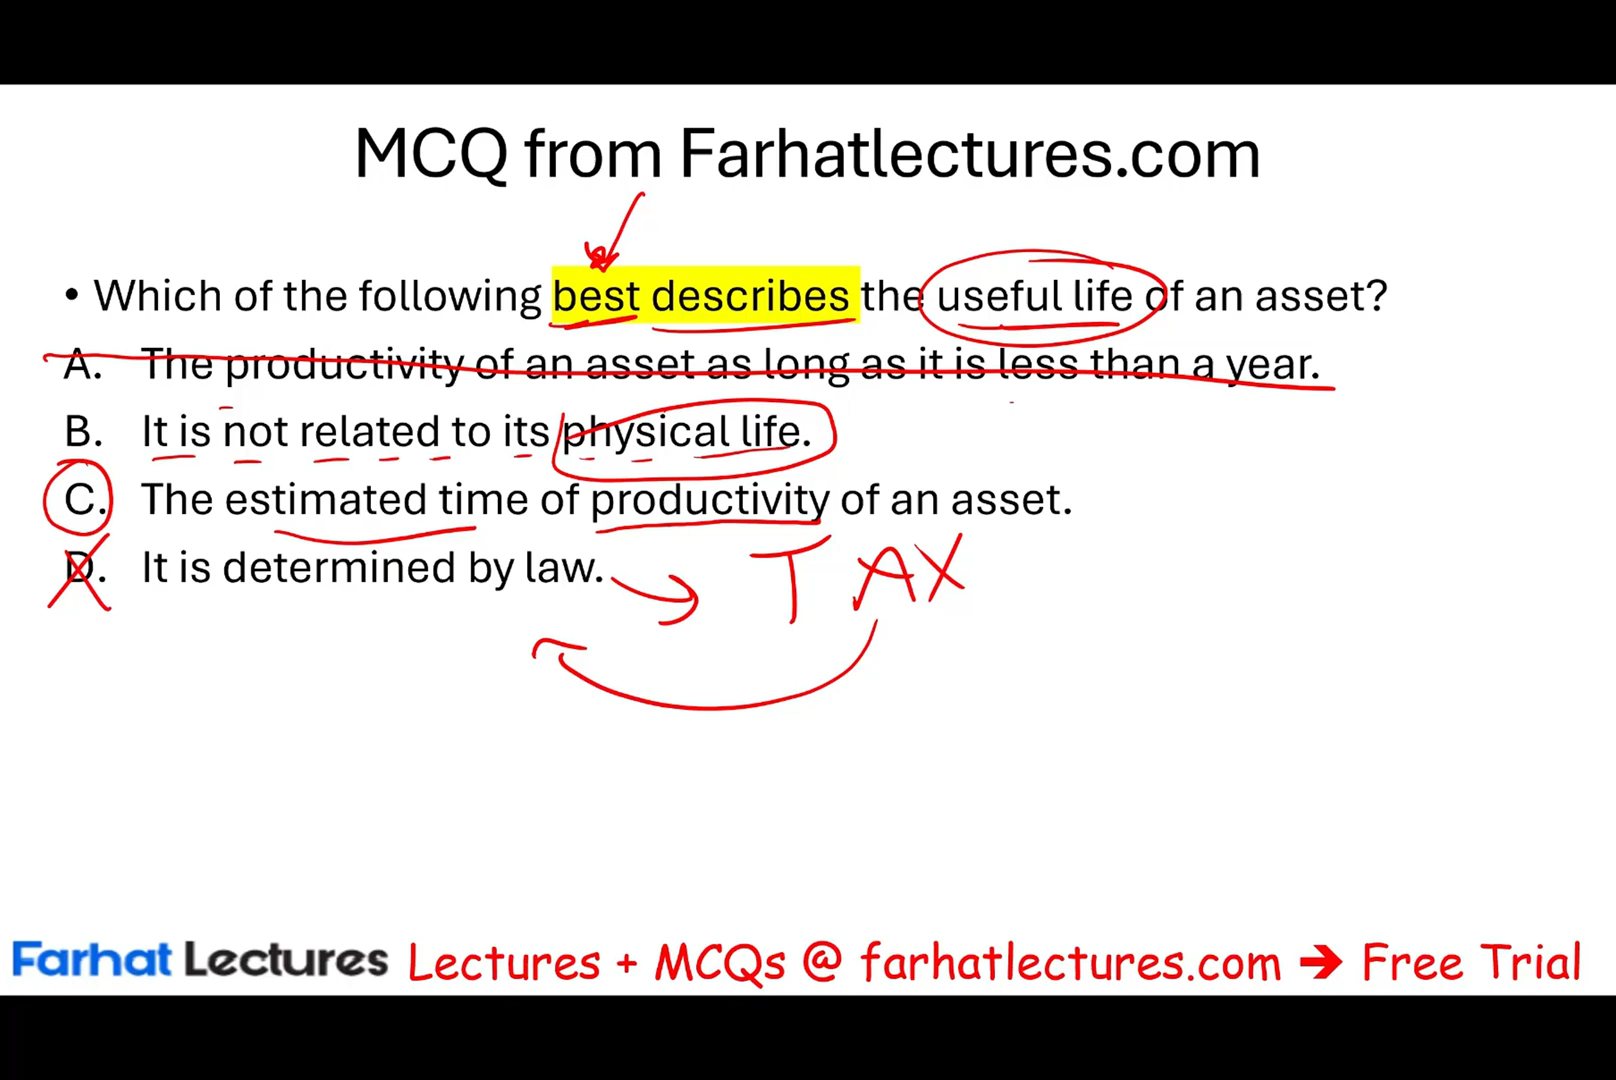 MCQ from Farhatlectures.com
• Which of the following best describes the useful life of an asset?
A. The productivity of an asset as long as it is less than a year.
B. It is not related to its physical life.
C. The estimated time of productivity of an asset.
D. It is determined by law. TAX
Farhat Lectures Lectures + MCQs @ farhatlectures.com ➔ Free Trial